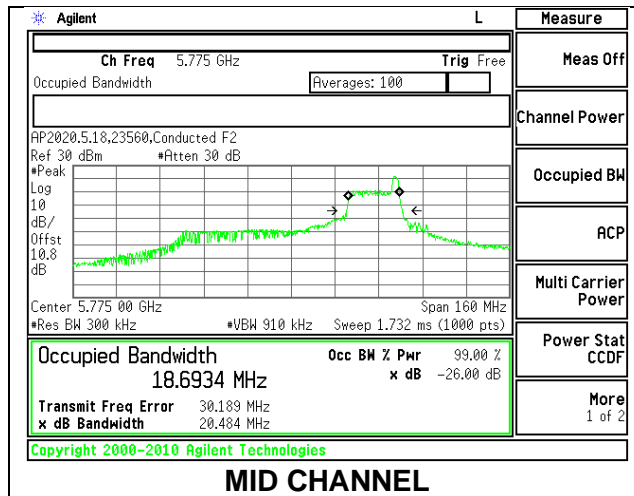 Agilent L
Ch Freq 5.775 GHz Trig Free
Occupied Bandwidth Averages: 100
AP2020.5.18,23560,Conducted F2
Ref 30 dBm #Atten 30 dB
#Peak
Log
10
dB/
Offst
10.8
dB
Center 5.775 00 GHz Span 160 MHz
#Res BW 300 kHz #VBW 910 kHz Sweep 1.732 ms (1000 pts)
Occupied Bandwidth Occ BW % Pwr 99.00 %
18.6934 MHz x dB -26.00 dB
Transmit Freq Error 30.189 MHz
x dB Bandwidth 20.484 MHz
Copyright 2000-2010 Agilent Technologies
Measure
Meas Off
Channel Power
Occupied BW
ACP
Multi Carrier
Power
Power Stat
CCDF
More
1 of 2
MID CHANNEL